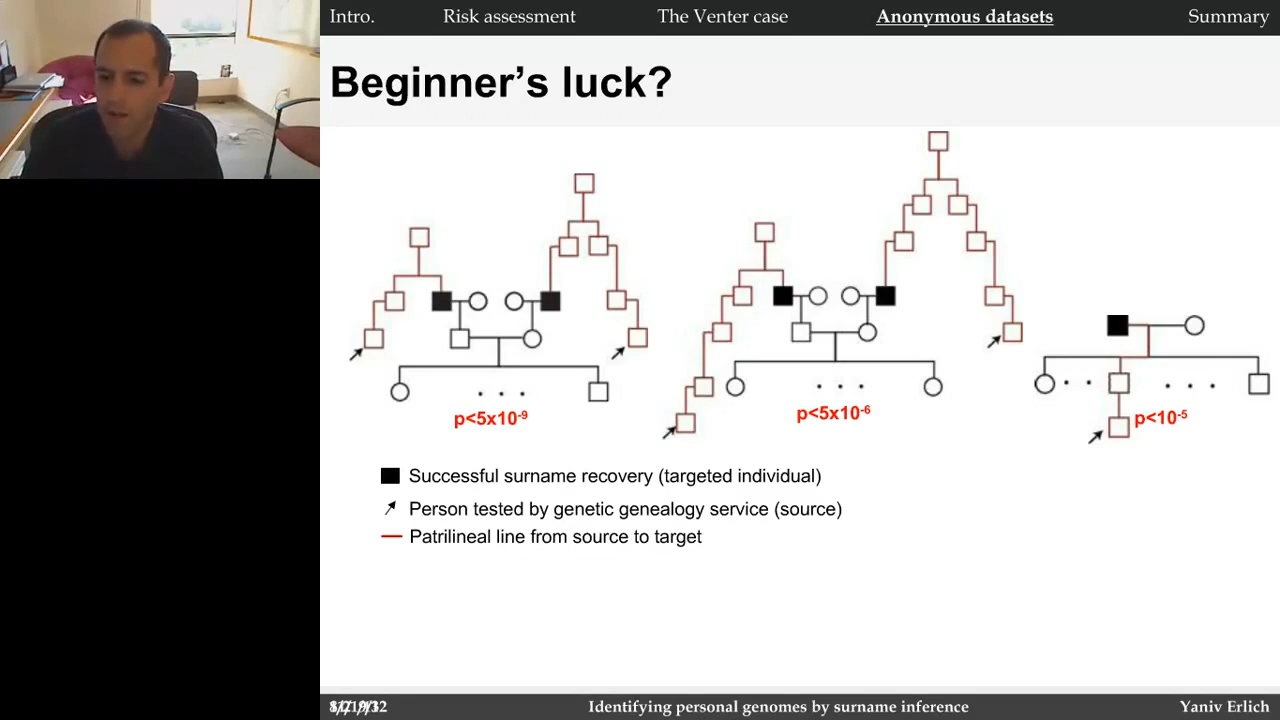 Intro. Risk assessment The Venter case Anonymous datasets Summary
Beginner's luck?
p<5x10-9
p<5x10-6
p<10-5
Successful surname recovery (targeted individual)
Person tested by genetic genealogy service (source)
Patrilineal line from source to target
Identifying personal genomes by surname inference Yaniv Erlich